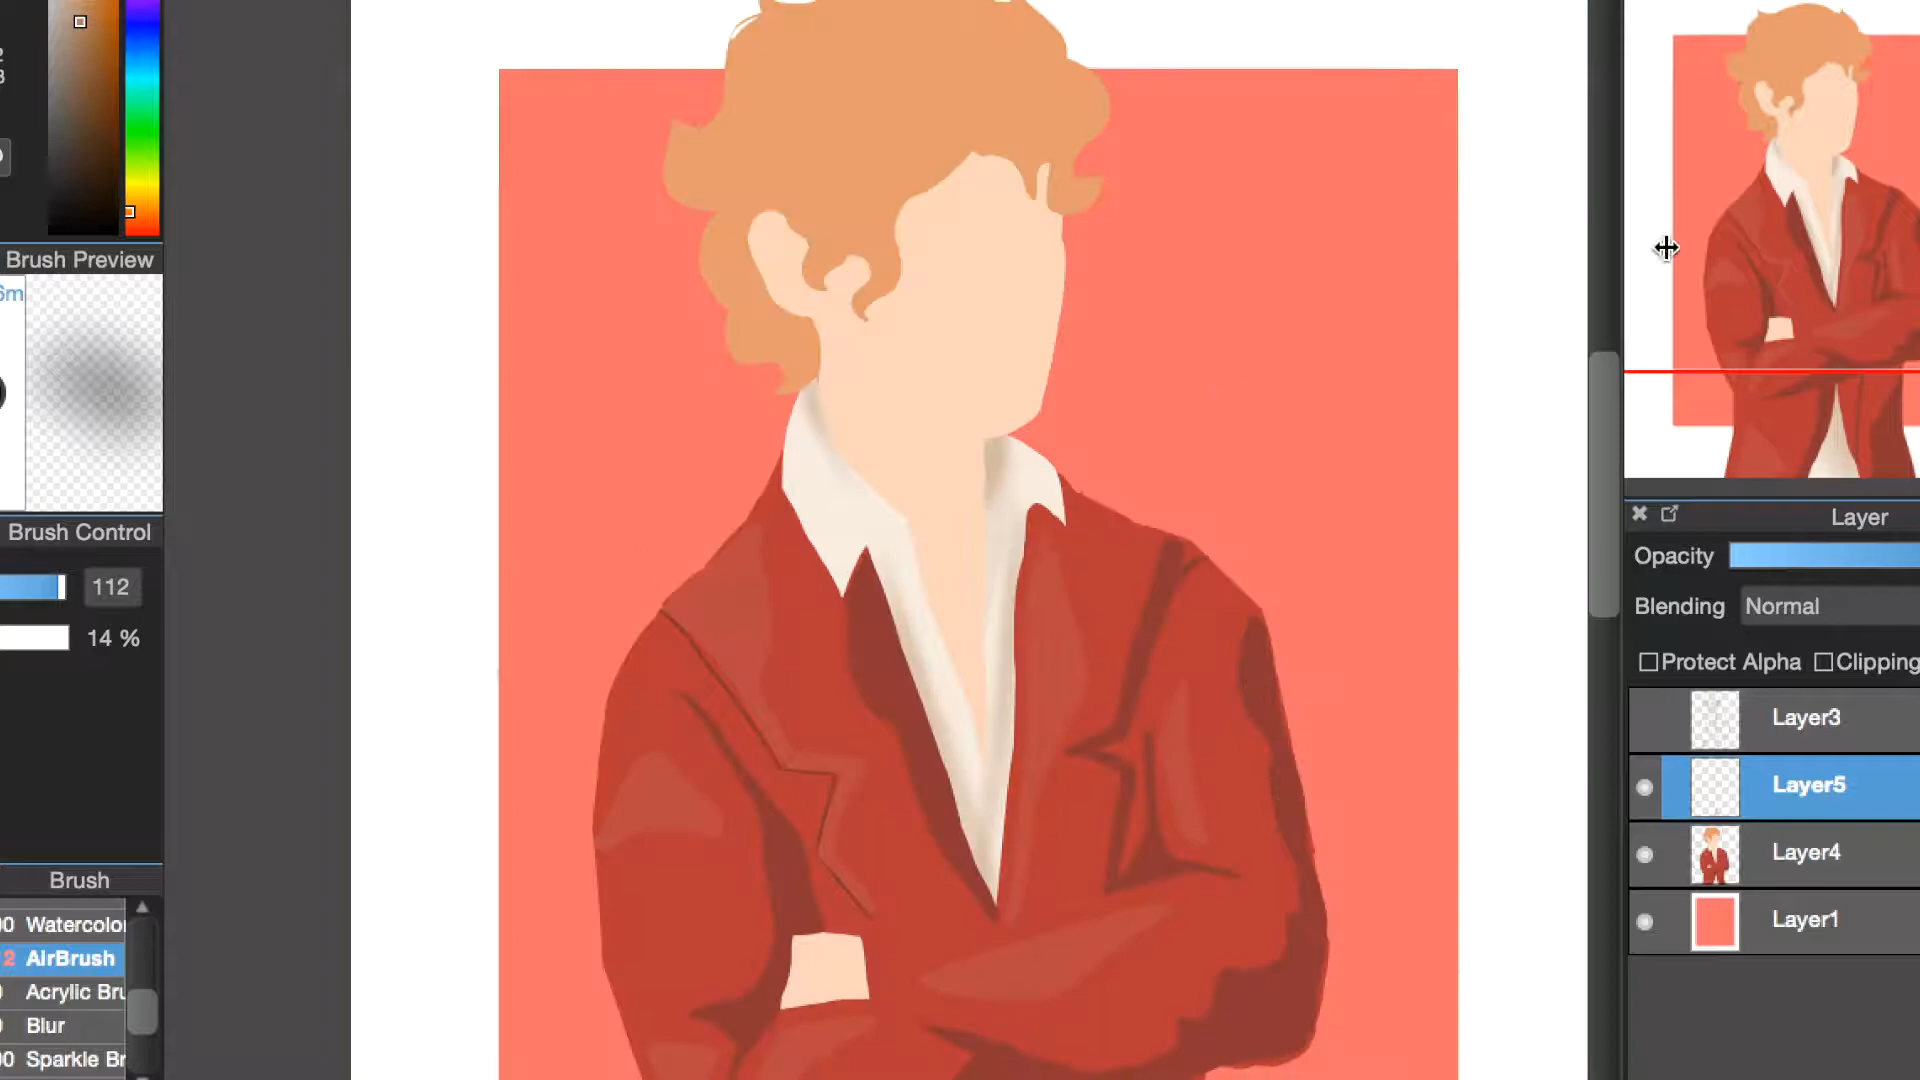 Brush Preview
6m
Brush Control
112
14 %
Brush
Watercolo
AirBrush
Acrylic Bru
Blur
Sparkle Br
Layer
Opacity
Blending Normal
Protect Alpha Clipping
Layer3
Layer5
Layer4
Layer1